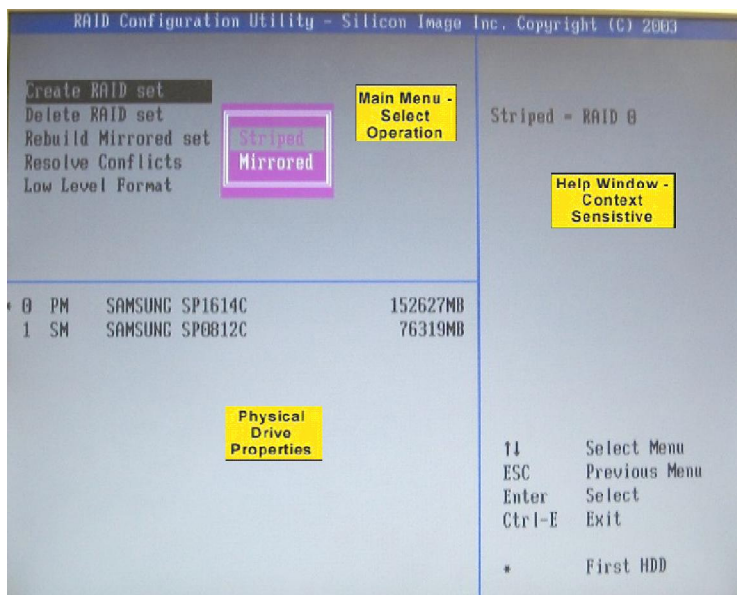 RAID Configuration Utility - Silicon Image Inc. Copyright (C) 2003
Create RAID set
Delete RAID set
Rebuild Mirrored set
Resolve Conflicts
Low Level Format
Striped
Mirrored
Main Menu -
Select
Operation
Striped = RAID 0
Help Window -
Context
Sensistive
* 0 PM SAMSUNG SP1614C 152627MB
1 SM SAMSUNG SP0812C 76319MB
Physical
Drive
Properties
↑↓ Select Menu
ESC Previous Menu
Enter Select
Ctrl-E Exit
* First HDD